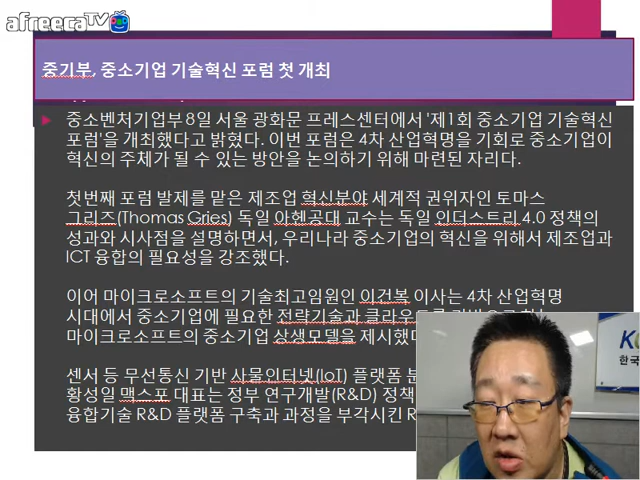 afreecaTV
중기부, 중소기업 기술혁신 포럼 첫 개최
중소벤처기업부 8일 서울 광화문 프레스센터에서 '제1회 중소기업 기술혁신
포럼'을 개최했다고 밝혔다. 이번 포럼은 4차 산업혁명을 기회로 중소기업이
혁신의 주체가 될 수 있는 방안을 논의하기 위해 마련된 자리다.
첫번째 포럼 발제를 맡은 제조업 혁신분야 세계적 권위자인 토마스
그리즈(Thomas Gries) 독일 아헨공대 교수는 독일 인더스트리 4.0 정책의
성과와 시사점을 설명하면서, 우리나라 중소기업의 혁신을 위해서 제조업과
ICT 융합의 필요성을 강조했다.
이어 마이크로소프트의 기술최고임원인 이건복 이사는 4차 산업혁명
시대에서 중소기업에 필요한 전략기술과 클라우드를
마이크로소프트의 중소기업 상생모델을 제시했다
센서 등 무선통신 기반 사물인터넷(IoT) 플랫폼
황성일 맥스포 대표는 정부 연구개발(R&D) 정책
융합기술 R&D 플랫폼 구축과 과정을 부각시킨 R
한국